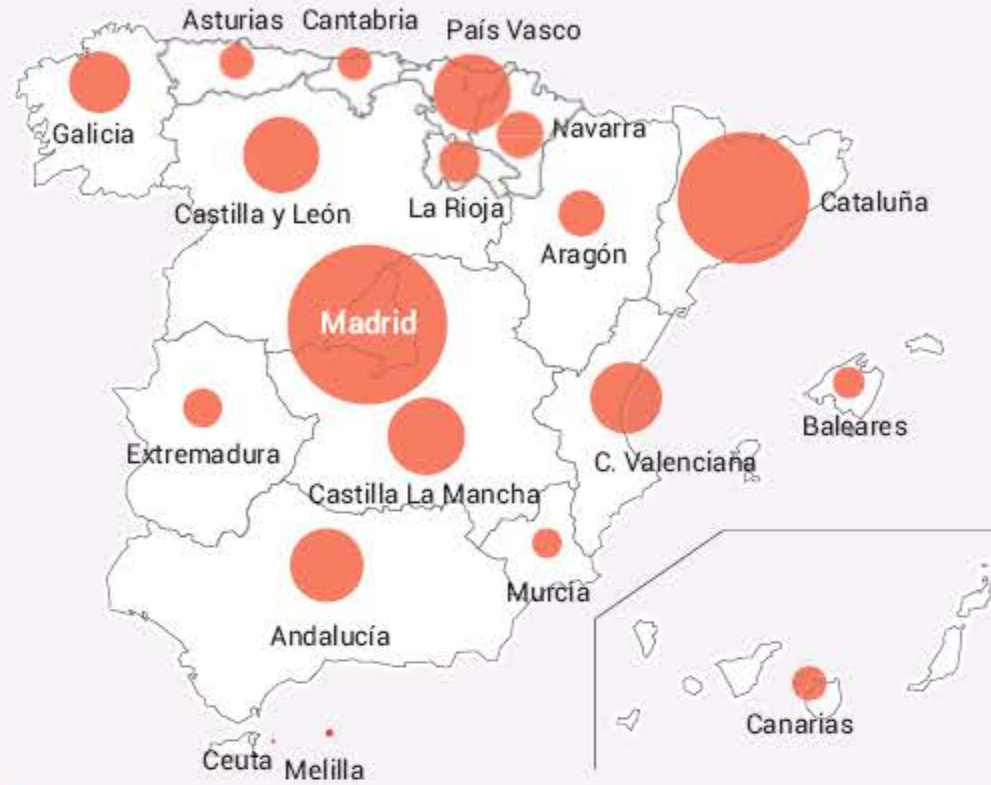 Asturias
Cantabria
País Vasco
Galicia
Navarra
Castilla y León
La Rioja
Cataluña
Aragón
Madrid
Baleares
Extremadura
C. Valenciana
Castilla La Mancha
Murcia
Andalucía
Canarias
Ceuta
Melilla